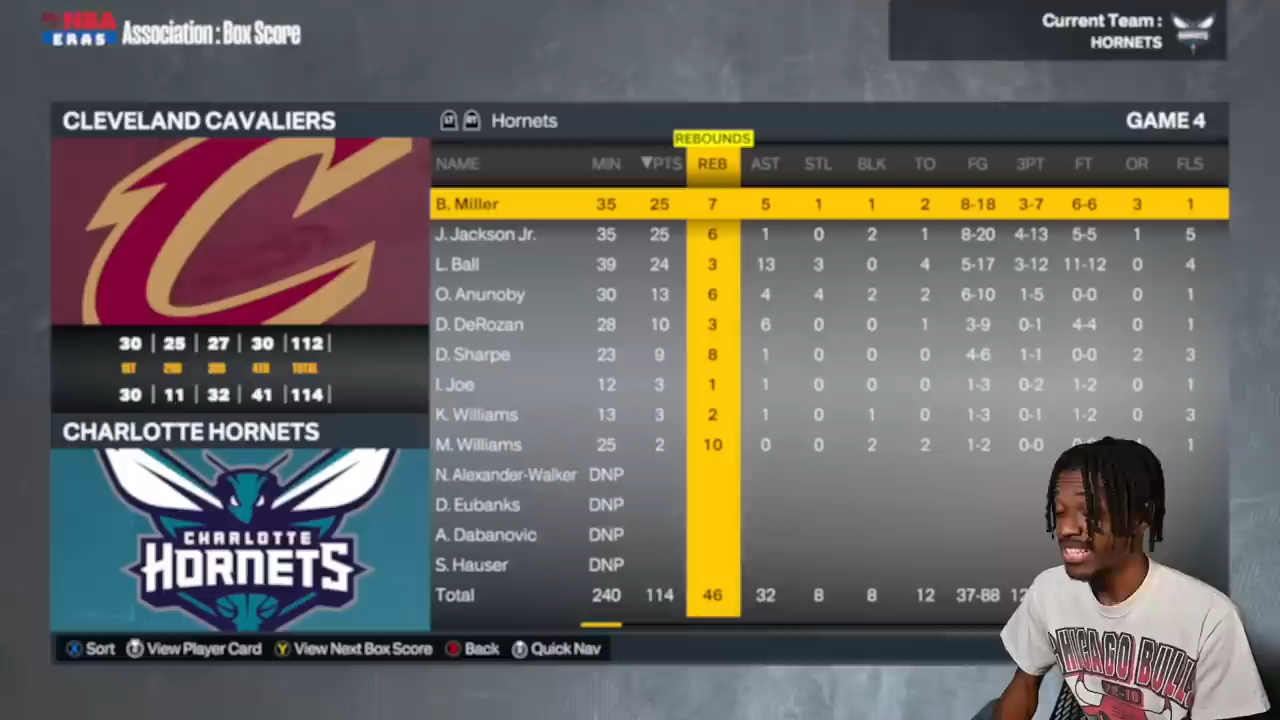 NBA
ERAS
Association : Box Score
Current Team :
HORNETS
CLEVELAND CAVALIERS
30 | 25 | 27 | 30 |112|
1ST 2ND 3RD 4TH TOTAL
30 | 11 | 32 | 41 |114|
CHARLOTTE HORNETS
CHARLOTTE
HORNETS
LT RT Hornets
GAME 4
REBOUNDS
NAME MIN ▼PTS REB AST STL BLK TO FG 3PT FT OR FLS
B. Miller 35 25 7 5 1 1 2 8-18 3-7 6-6 3 1
J. Jackson Jr. 35 25 6 1 0 2 1 8-20 4-13 5-5 1 5
L. Ball 39 24 3 13 3 0 4 5-17 3-12 11-12 0 4
O. Anunoby 30 13 6 4 4 2 2 6-10 1-5 0-0 0 1
D. DeRozan 28 10 3 6 0 0 1 3-9 0-1 4-4 0 1
D. Sharpe 23 9 8 1 0 0 0 4-6 1-1 0-0 2 3
I. Joe 12 3 1 1 0 0 0 1-3 0-2 1-2 0 1
K. Williams 13 3 2 1 0 1 0 1-3 0-1 1-2 0 3
M. Williams 25 2 10 0 0 2 2 1-2 0-0 1
N. Alexander-Walker DNP
D. Eubanks DNP
A. Dabanovic DNP
S. Hauser DNP
Total 240 114 46 32 8 8 12 37-88
X Sort View Player Card Y View Next Box Score Back Quick Nav
CHICAGO BULL